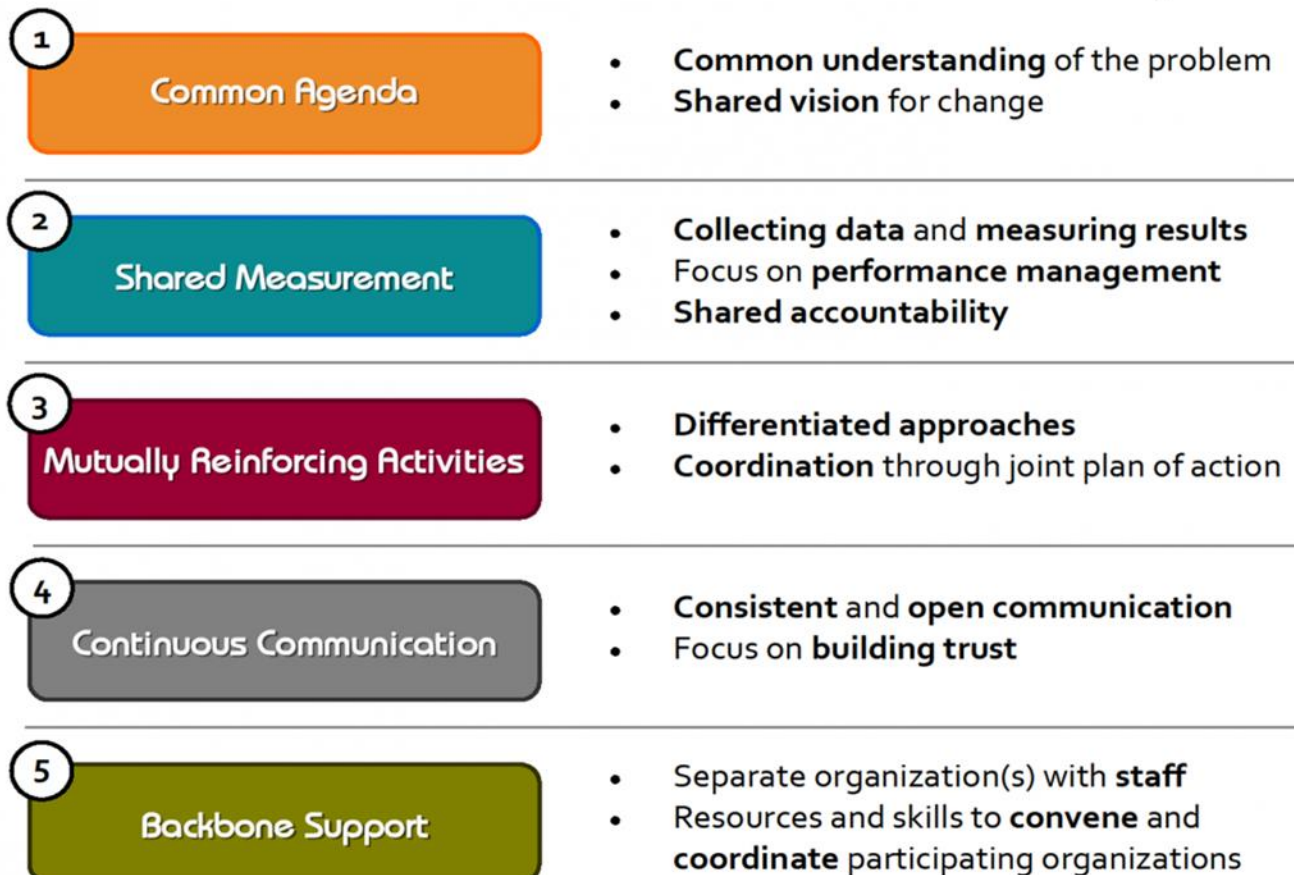 1
Common Agenda
• Common understanding of the problem
• Shared vision for change
2
Shared Measurement
• Collecting data and measuring results
• Focus on performance management
• Shared accountability
3
Mutually Reinforcing Activities
• Differentiated approaches
• Coordination through joint plan of action
4
Continuous Communication
• Consistent and open communication
• Focus on building trust
5
Backbone Support
• Separate organization(s) with staff
• Resources and skills to convene and
coordinate participating organizations